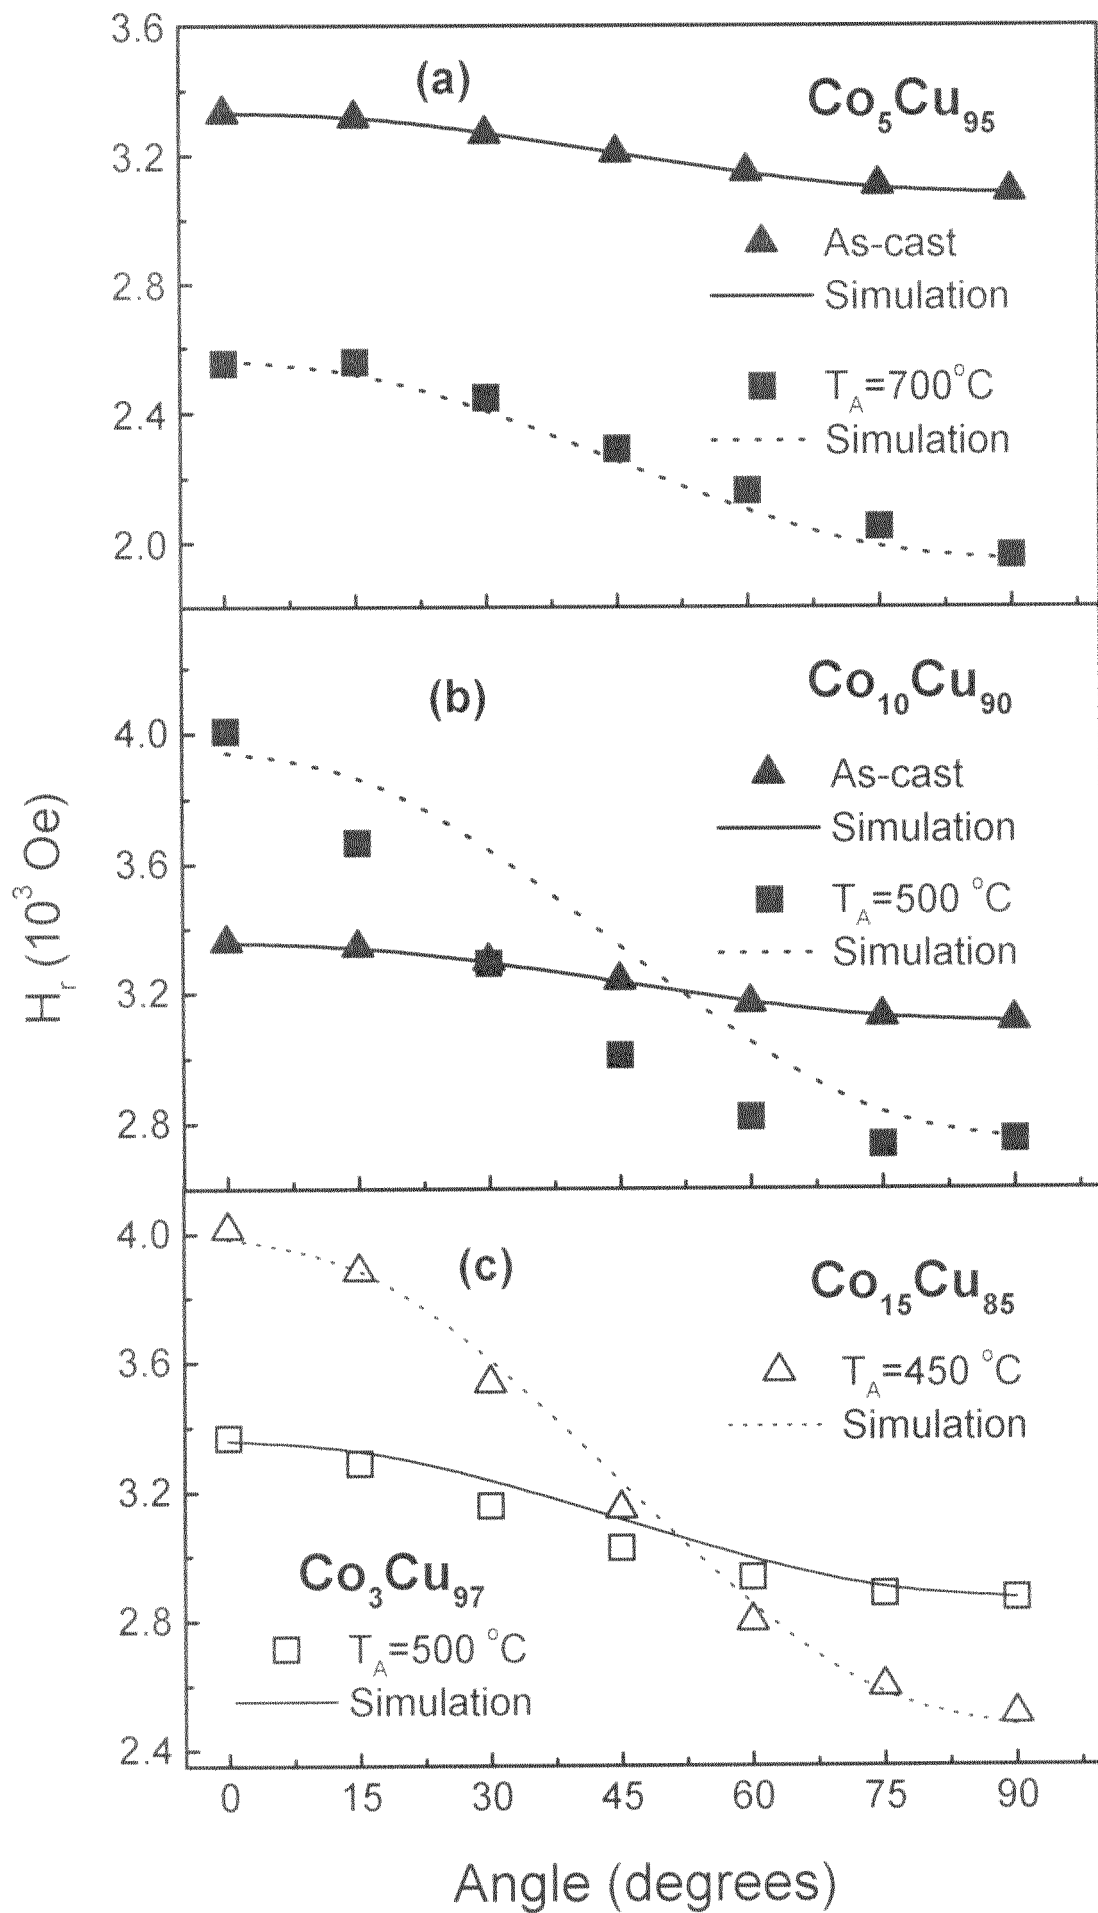 3.6
(a)
Co5Cu95
3.2
As-cast
2.8
Simulation
TA=700°C
2.4
Simulation
2.0
(b)
Co10Cu90
4.0
As-cast
Simulation
3.6
TA=500 °C
Simulation
3.2
2.8
Hr (10³ Oe)
4.0
(c)
Co15Cu85
3.6
TA=450 °C
Simulation
3.2
Co3Cu97
2.8
TA=500 °C
Simulation
2.4
0 15 30 45 60 75 90
Angle (degrees)